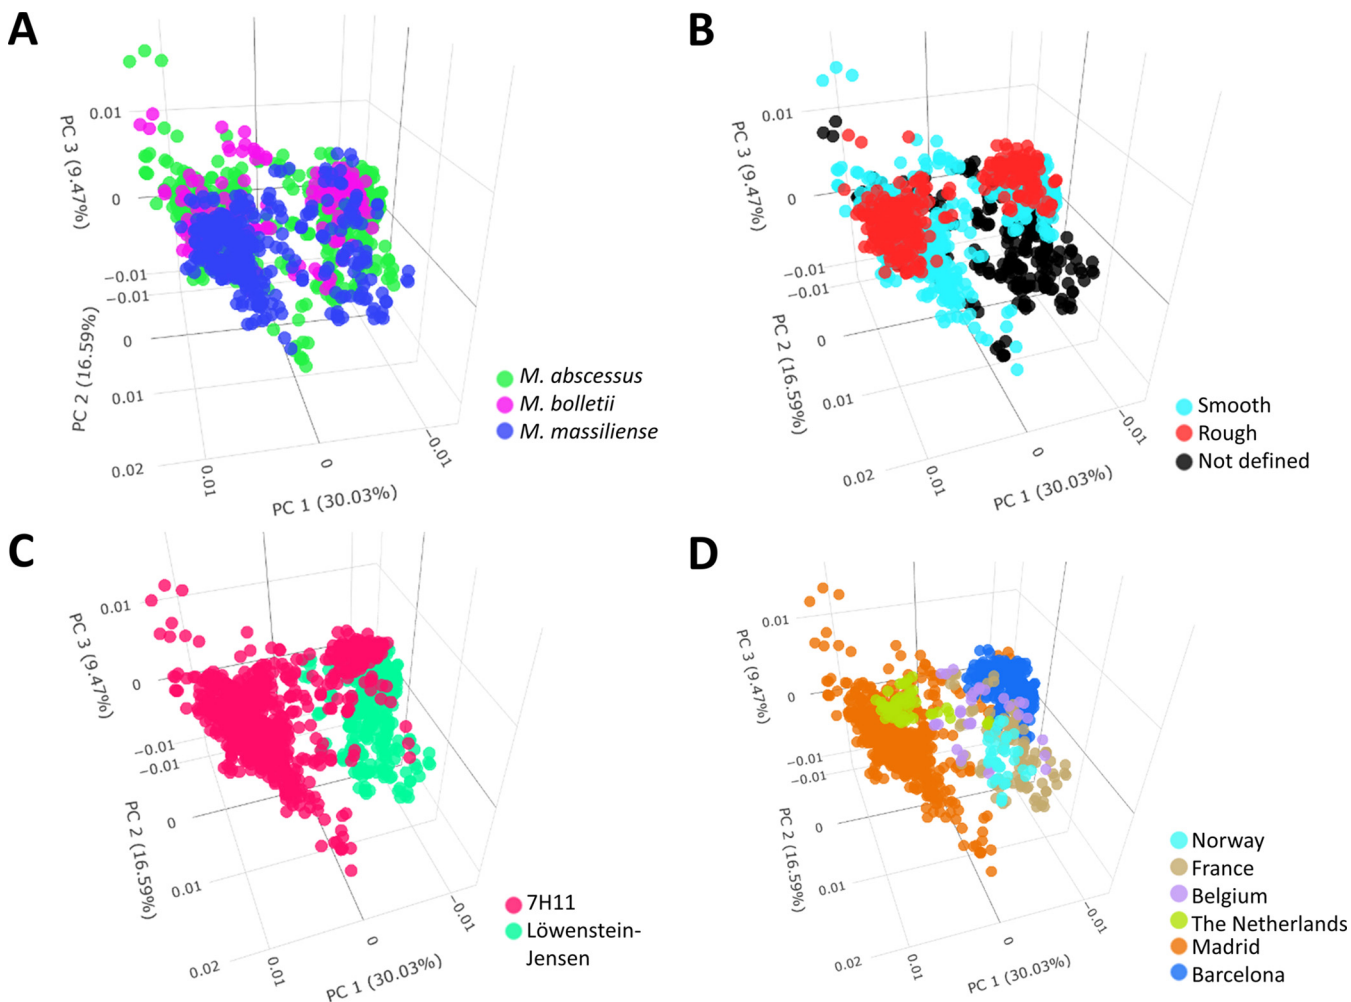 A
0.01
PC 3 (9.47%)
0
−0.01
−0.01
PC 2 (16.59%)
0
0.01
0.02
0.01
0
−0.01
PC 1 (30.03%)
M. abscessus
M. bolletii
M. massiliense
B
0.01
PC 3 (9.47%)
0
−0.01
−0.01
PC 2 (16.59%)
0
0.01
0.02
0.01
0
−0.01
PC 1 (30.03%)
Smooth
Rough
Not defined
C
0.01
PC 3 (9.47%)
0
−0.01
−0.01
PC 2 (16.59%)
0
0.01
0.02
0.01
0
−0.01
PC 1 (30.03%)
7H11
Löwenstein-
Jensen
D
0.01
PC 3 (9.47%)
0
−0.01
−0.01
PC 2 (16.59%)
0
0.01
0.02
0.01
0
−0.01
PC 1 (30.03%)
Norway
France
Belgium
The Netherlands
Madrid
Barcelona